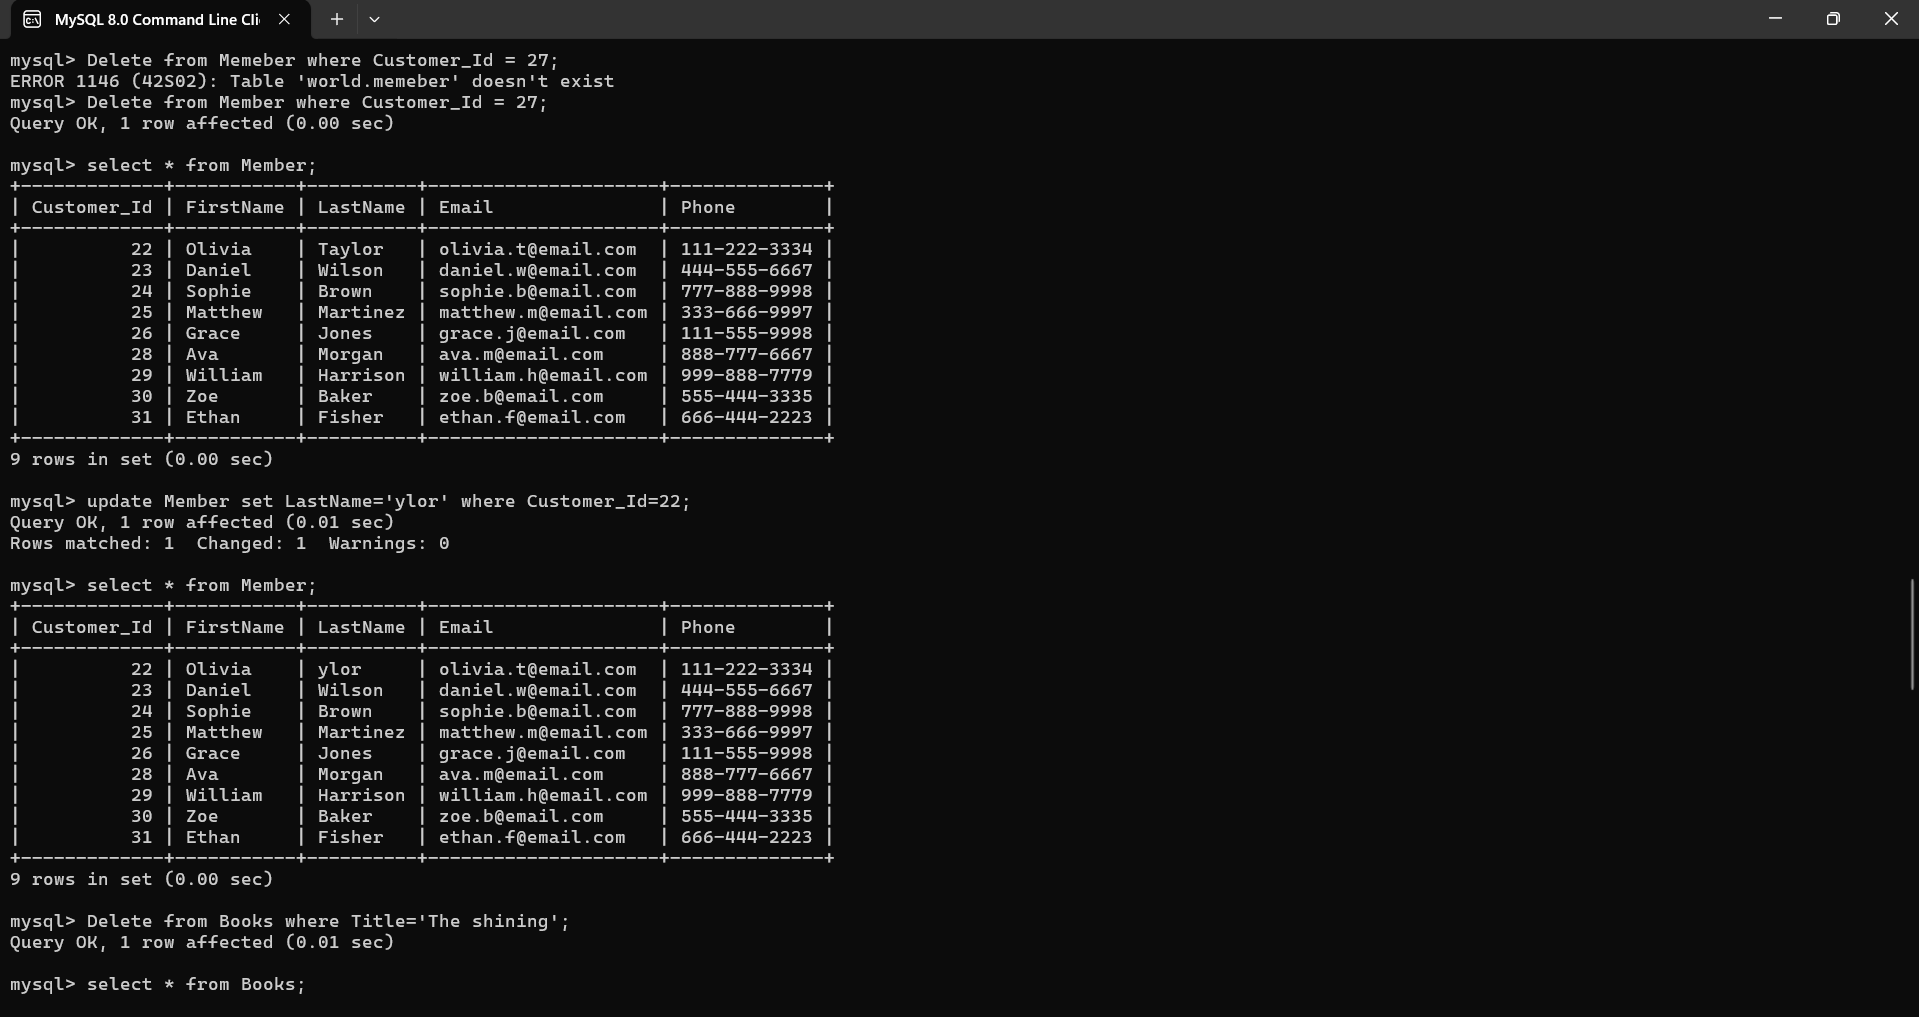 MySQL 8.0 Command Line Cli
mysql> Delete from Memeber where Customer_Id = 27;
ERROR 1146 (42S02): Table 'world.memeber' doesn't exist
mysql> Delete from Member where Customer_Id = 27;
Query OK, 1 row affected (0.00 sec)

mysql> select * from Member;
+-------------+-----------+----------+---------------------+--------------+
| Customer_Id | FirstName | LastName | Email               | Phone        |
+-------------+-----------+----------+---------------------+--------------+
|          22 | Olivia    | Taylor   | olivia.t@email.com  | 111-222-3334 |
|          23 | Daniel    | Wilson   | daniel.w@email.com  | 444-555-6667 |
|          24 | Sophie    | Brown    | sophie.b@email.com  | 777-888-9998 |
|          25 | Matthew   | Martinez | matthew.m@email.com | 333-666-9997 |
|          26 | Grace     | Jones    | grace.j@email.com   | 111-555-9998 |
|          28 | Ava       | Morgan   | ava.m@email.com     | 888-777-6667 |
|          29 | William   | Harrison | william.h@email.com | 999-888-7779 |
|          30 | Zoe       | Baker    | zoe.b@email.com     | 555-444-3335 |
|          31 | Ethan     | Fisher   | ethan.f@email.com   | 666-444-2223 |
+-------------+-----------+----------+---------------------+--------------+
9 rows in set (0.00 sec)

mysql> update Member set LastName='ylor' where Customer_Id=22;
Query OK, 1 row affected (0.01 sec)
Rows matched: 1  Changed: 1  Warnings: 0

mysql> select * from Member;
+-------------+-----------+----------+---------------------+--------------+
| Customer_Id | FirstName | LastName | Email               | Phone        |
+-------------+-----------+----------+---------------------+--------------+
|          22 | Olivia    | ylor     | olivia.t@email.com  | 111-222-3334 |
|          23 | Daniel    | Wilson   | daniel.w@email.com  | 444-555-6667 |
|          24 | Sophie    | Brown    | sophie.b@email.com  | 777-888-9998 |
|          25 | Matthew   | Martinez | matthew.m@email.com | 333-666-9997 |
|          26 | Grace     | Jones    | grace.j@email.com   | 111-555-9998 |
|          28 | Ava       | Morgan   | ava.m@email.com     | 888-777-6667 |
|          29 | William   | Harrison | william.h@email.com | 999-888-7779 |
|          30 | Zoe       | Baker    | zoe.b@email.com     | 555-444-3335 |
|          31 | Ethan     | Fisher   | ethan.f@email.com   | 666-444-2223 |
+-------------+-----------+----------+---------------------+--------------+
9 rows in set (0.00 sec)

mysql> Delete from Books where Title='The shining';
Query OK, 1 row affected (0.01 sec)

mysql> select * from Books;